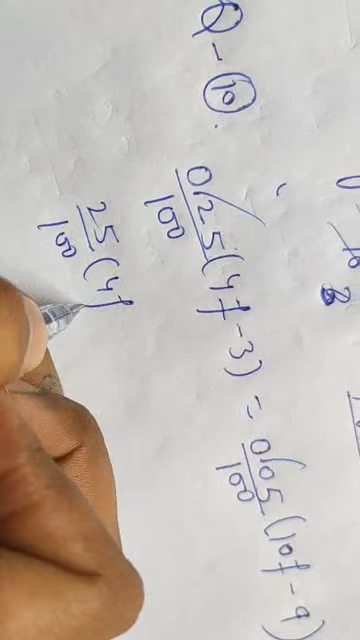 Q - 10.
0.25/100 (4f - 3) = 0.05/100 (10f - 9)
25/100 (4f